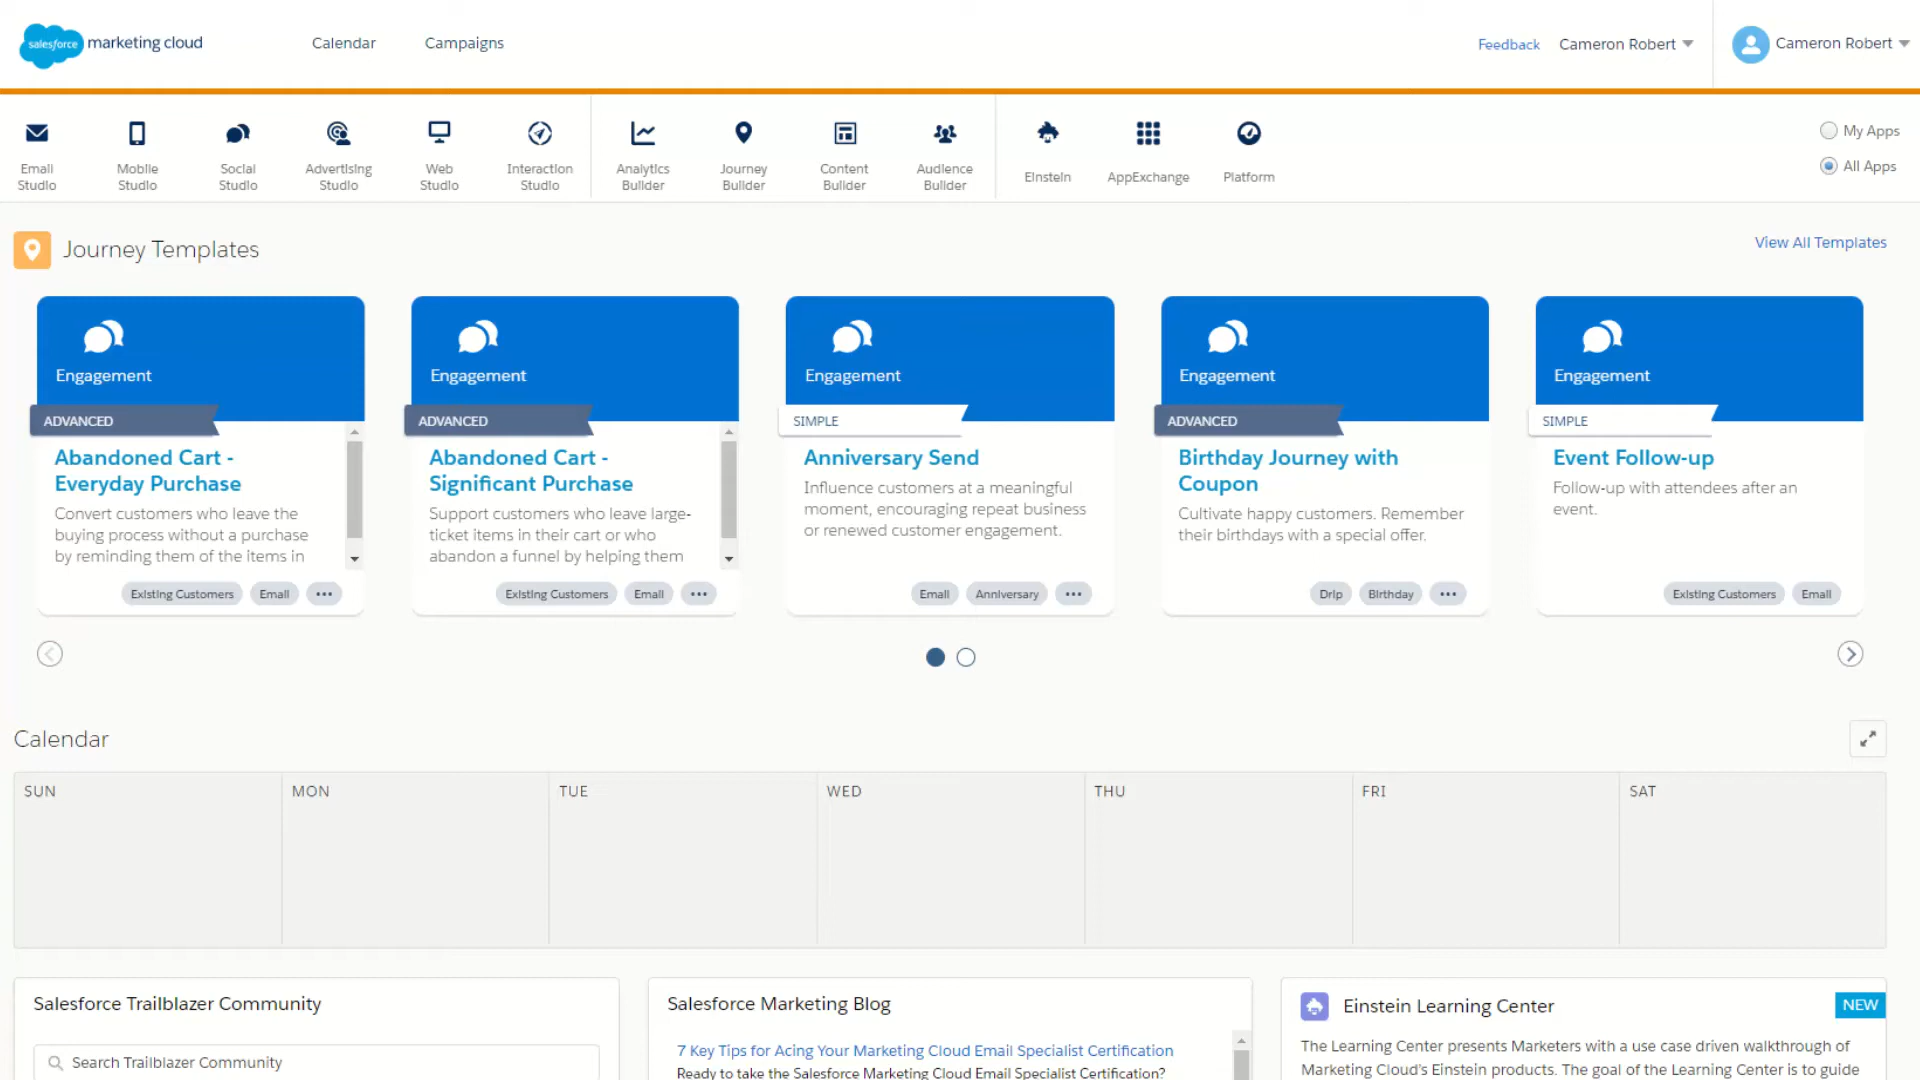 salesforce marketing cloud
Calendar
Campaigns
Feedback
Cameron Robert
Cameron Robert
Email
Studio
Mobile
Studio
Social
Studio
Advertising
Studio
Web
Studio
Interaction
Studio
Analytics
Builder
Journey
Builder
Content
Builder
Audience
Builder
Einstein
AppExchange
Platform
My Apps
All Apps
Journey Templates
View All Templates
Engagement
ADVANCED
Abandoned Cart -
Everyday Purchase
Convert customers who leave the
buying process without a purchase
by reminding them of the items in
Existing Customers
Email
•••
Engagement
ADVANCED
Abandoned Cart -
Significant Purchase
Support customers who leave large-
ticket items in their cart or who
abandon a funnel by helping them
Existing Customers
Email
•••
Engagement
SIMPLE
Anniversary Send
Influence customers at a meaningful
moment, encouraging repeat business
or renewed customer engagement.
Email
Anniversary
•••
Engagement
ADVANCED
Birthday Journey with
Coupon
Cultivate happy customers. Remember
their birthdays with a special offer.
Drip
Birthday
•••
Engagement
SIMPLE
Event Follow-up
Follow-up with attendees after an
event.
Existing Customers
Email
Calendar
SUN
MON
TUE
WED
THU
FRI
SAT
Salesforce Trailblazer Community
Search Trailblazer Community
Salesforce Marketing Blog
7 Key Tips for Acing Your Marketing Cloud Email Specialist Certification
Ready to take the Salesforce Marketing Cloud Email Specialist Certification?
Einstein Learning Center
NEW
The Learning Center presents Marketers with a use case driven walkthrough of
Marketing Cloud's Einstein products. The goal of the Learning Center is to guide